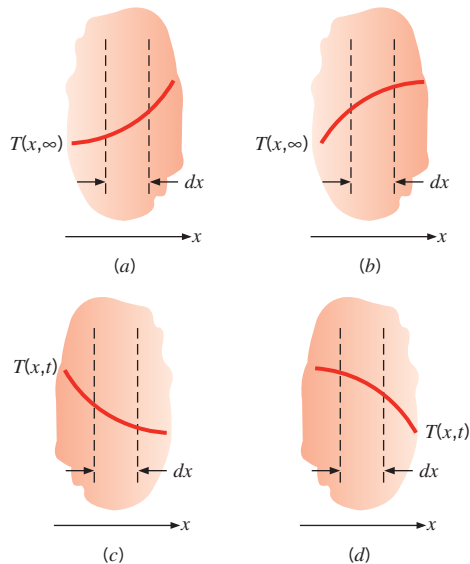 T(x,∞)
dx
x
(a)
T(x,∞)
dx
x
(b)
T(x,t)
dx
x
(c)
T(x,t)
dx
x
(d)